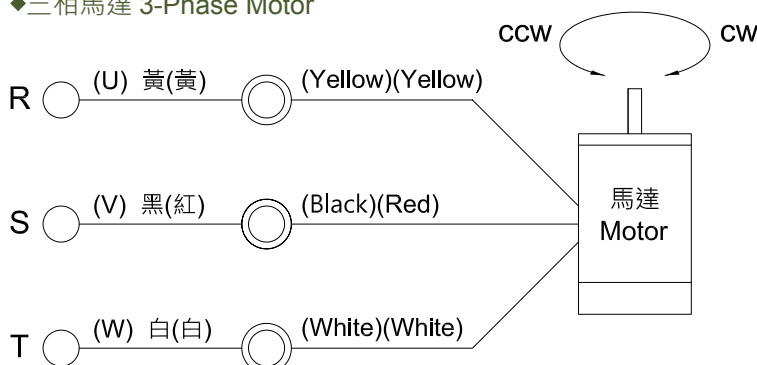 ◆三相馬達 3-Phase Motor
CCW CW
R (U) 黃(黃) (Yellow)(Yellow)
S (V) 黑(紅) (Black)(Red)
馬達
Motor
T (W) 白(白) (White)(White)